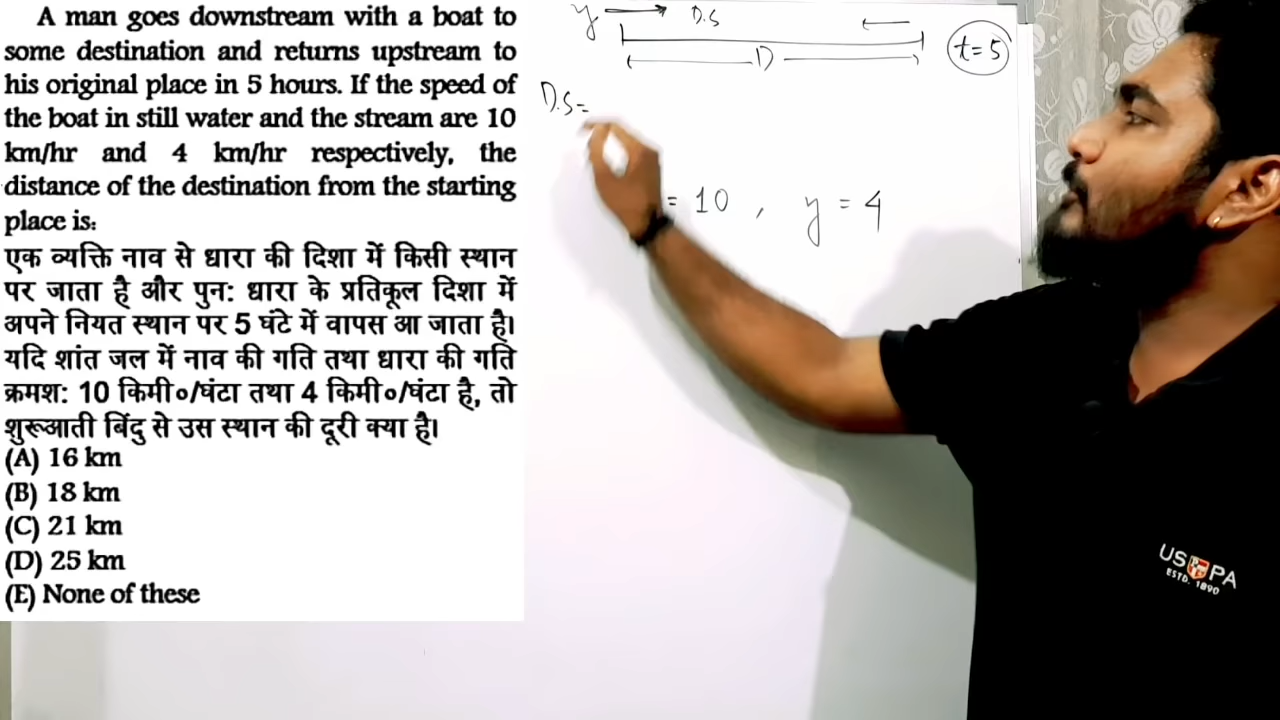 A man goes downstream with a boat to
some destination and returns upstream to
his original place in 5 hours. If the speed of
the boat in still water and the stream are 10
km/hr and 4 km/hr respectively, the
distance of the destination from the starting
place is:
एक व्यक्ति नाव से धारा की दिशा में किसी स्थान
पर जाता है और पुन: धारा के प्रतिकूल दिशा में
अपने नियत स्थान पर 5 घंटे में वापस आ जाता है।
यदि शांत जल में नाव की गति तथा धारा की गति
क्रमश: 10 किमी०/घंटा तथा 4 किमी०/घंटा है, तो
शुरूआती बिंदु से उस स्थान की दूरी क्या है।
(A) 16 km
(B) 18 km
(C) 21 km
(D) 25 km
(E) None of these
y D.S
D
t = 5
D.S =
= 10 , y = 4
US PA
ESTD. 1890